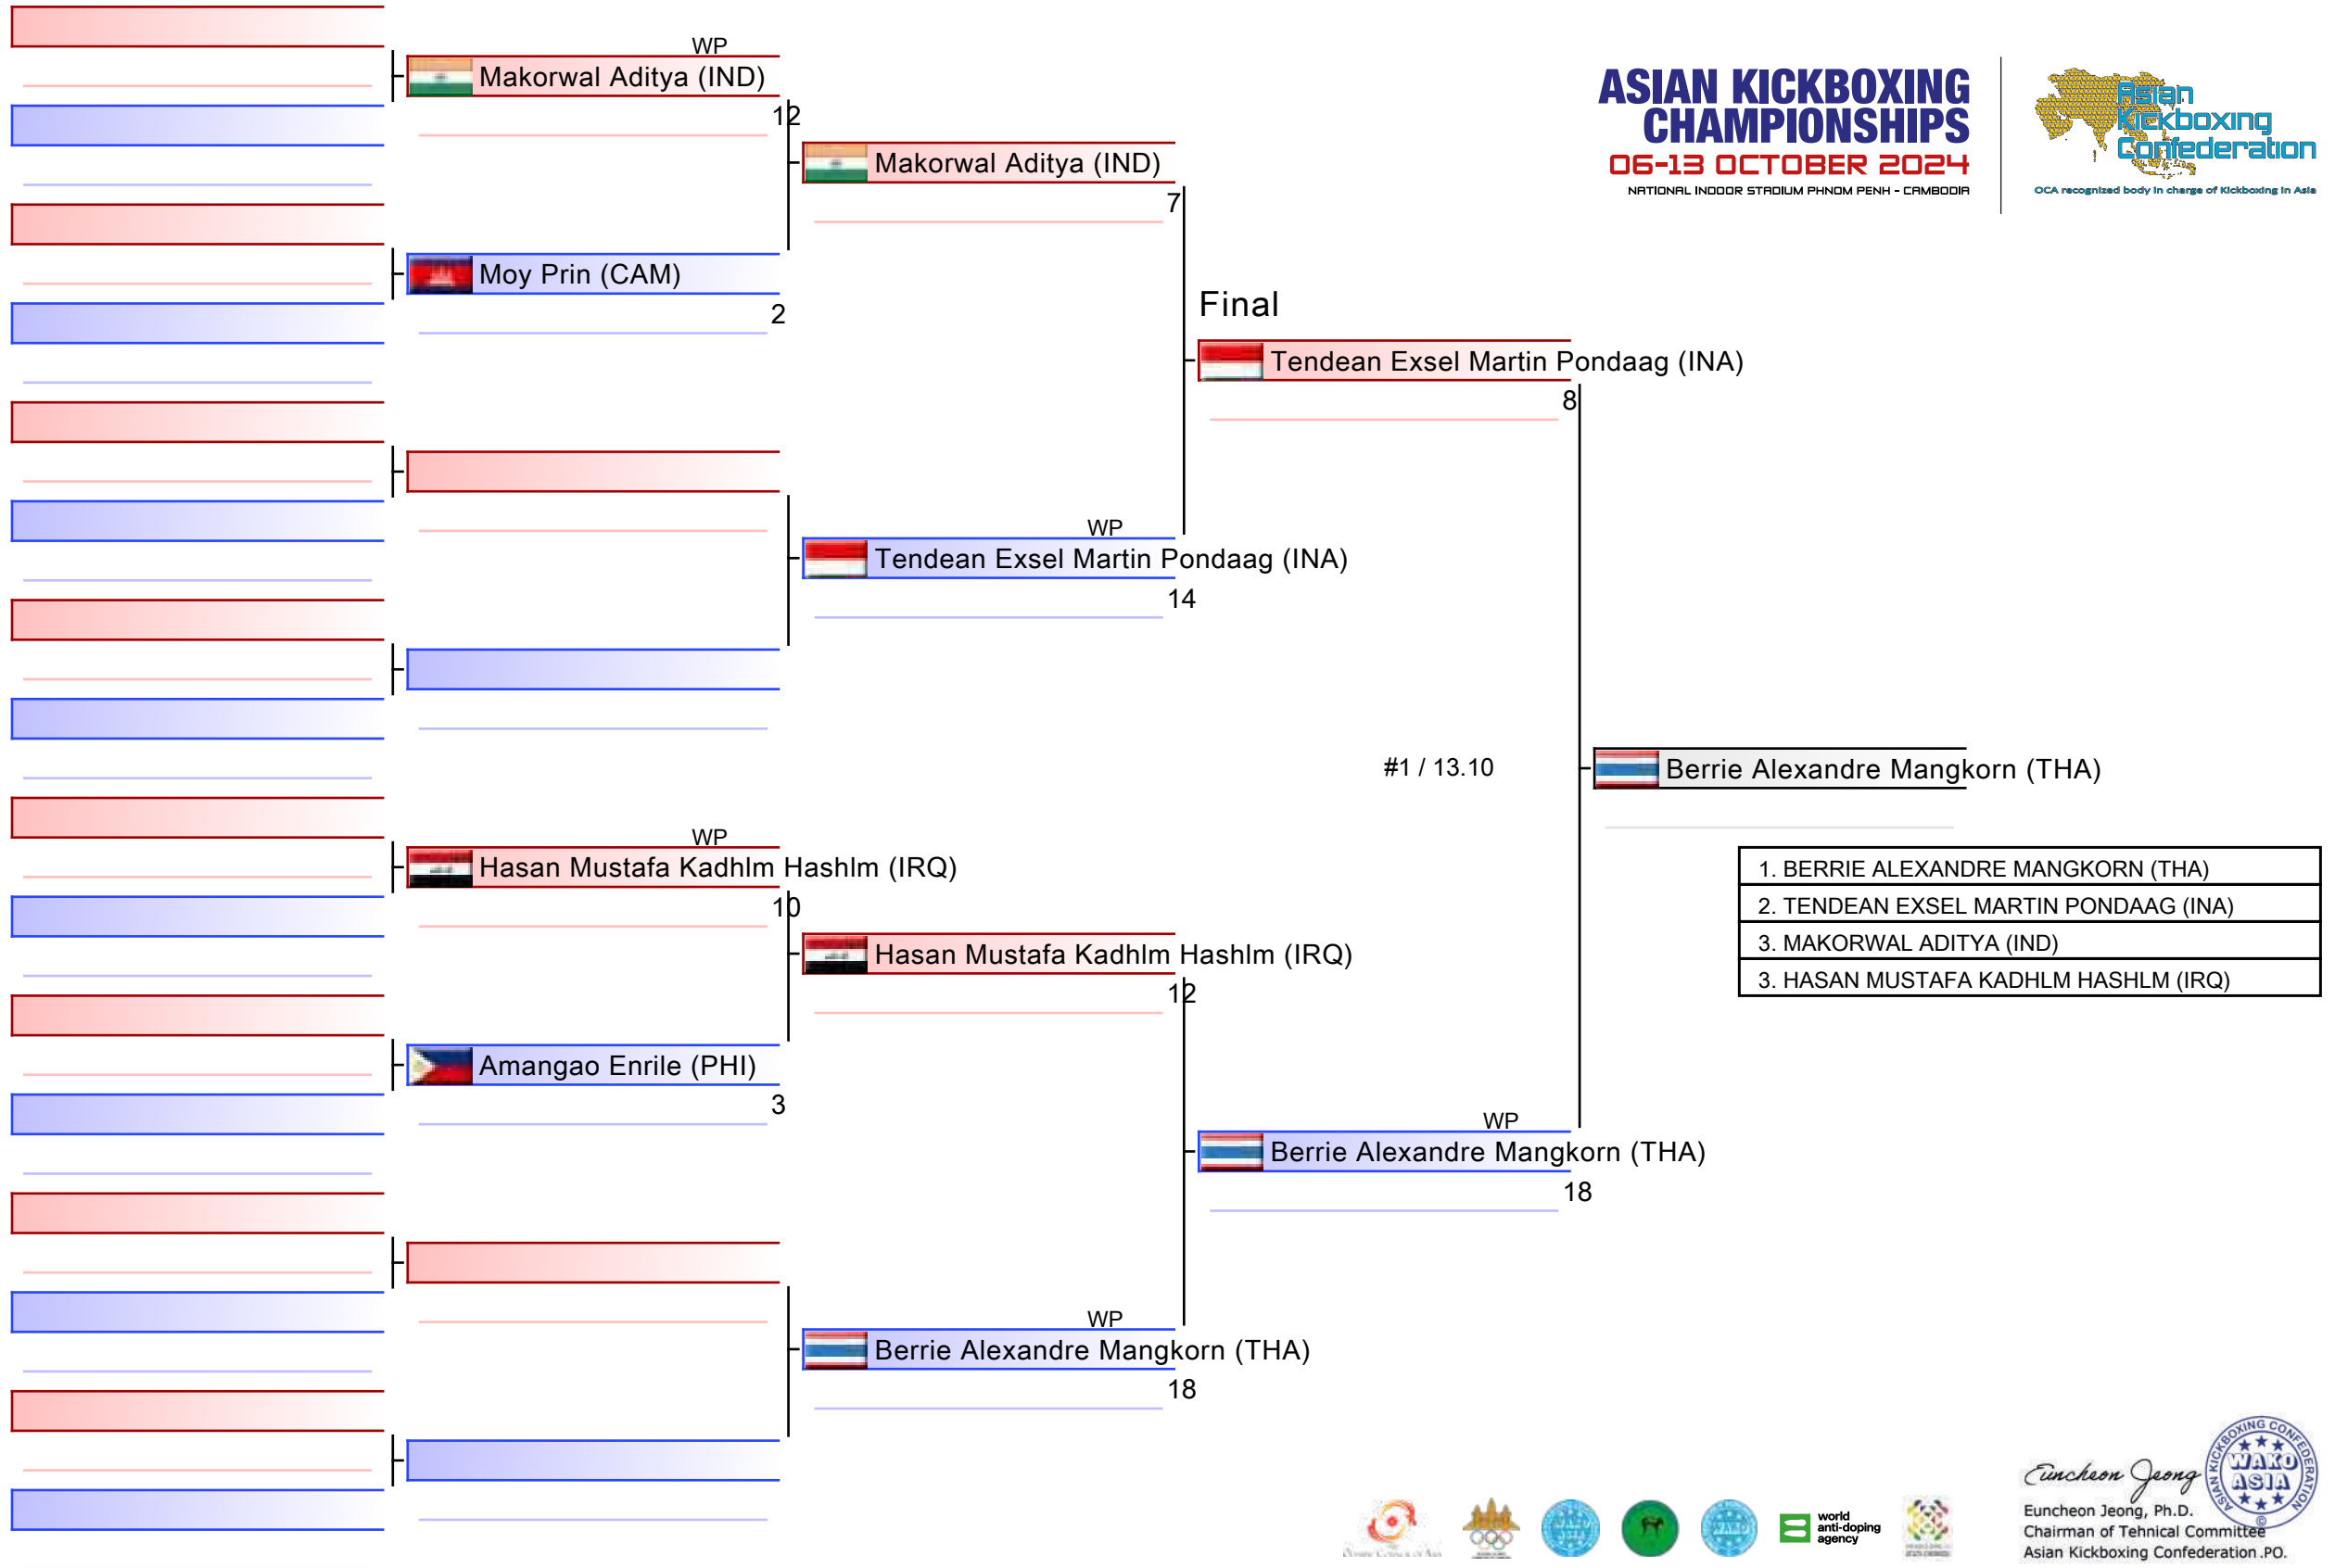 WP
Makorwal Aditya (IND)
12
Moy Prin (CAM)
2
Makorwal Aditya (IND)
7
WP
Tendean Exsel Martin Pondaag (INA)
14
WP
Hasan Mustafa Kadhlm Hashlm (IRQ)
10
Amangao Enrile (PHI)
3
Hasan Mustafa Kadhlm Hashlm (IRQ)
12
WP
Berrie Alexandre Mangkorn (THA)
18
Final
Tendean Exsel Martin Pondaag (INA)
8
#1 / 13.10
WP
Berrie Alexandre Mangkorn (THA)
18
Berrie Alexandre Mangkorn (THA)
1. BERRIE ALEXANDRE MANGKORN (THA)
2. TENDEAN EXSEL MARTIN PONDAAG (INA)
3. MAKORWAL ADITYA (IND)
3. HASAN MUSTAFA KADHLM HASHLM (IRQ)
ASIAN KICKBOXING
CHAMPIONSHIPS
06-13 OCTOBER 2024
NATIONAL INDOOR STADIUM PHNOM PENH - CAMBODIA
Asian
Kickboxing
Confederation
OCA recognized body in charge of Kickboxing in Asia
world
anti-doping
agency
Euncheon Jeong
ASIAN KICKBOXING CONFEDERATION
WAKO
ASIA
Euncheon Jeong, Ph.D.
Chairman of Tehnical Committee
Asian Kickboxing Confederation.PO.